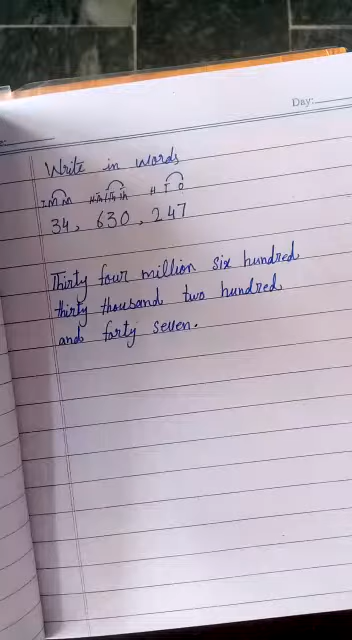 Day:
Write in words
TM M HTh TTh Th H T O
34, 630, 247
Thirty four million six hundred
thirty thousand two hundred
and forty seven.